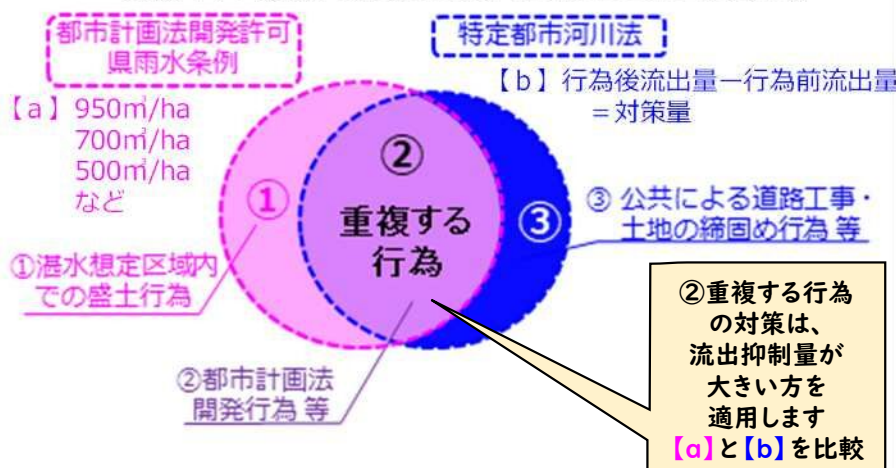 都市計画法開発許可
県雨水条例
特定都市河川法
【a】950㎥/ha
700㎥/ha
500㎥/ha
など
【b】行為後流出量ー行為前流出量
＝対策量
①
②
重複する
行為
③
③ 公共による道路工事・
土地の締固め行為 等
①湛水想定区域内
での盛土行為
②都市計画法
開発行為 等
②重複する行為
の対策は、
流出抑制量が
大きい方を
適用します
【a】と【b】を比較